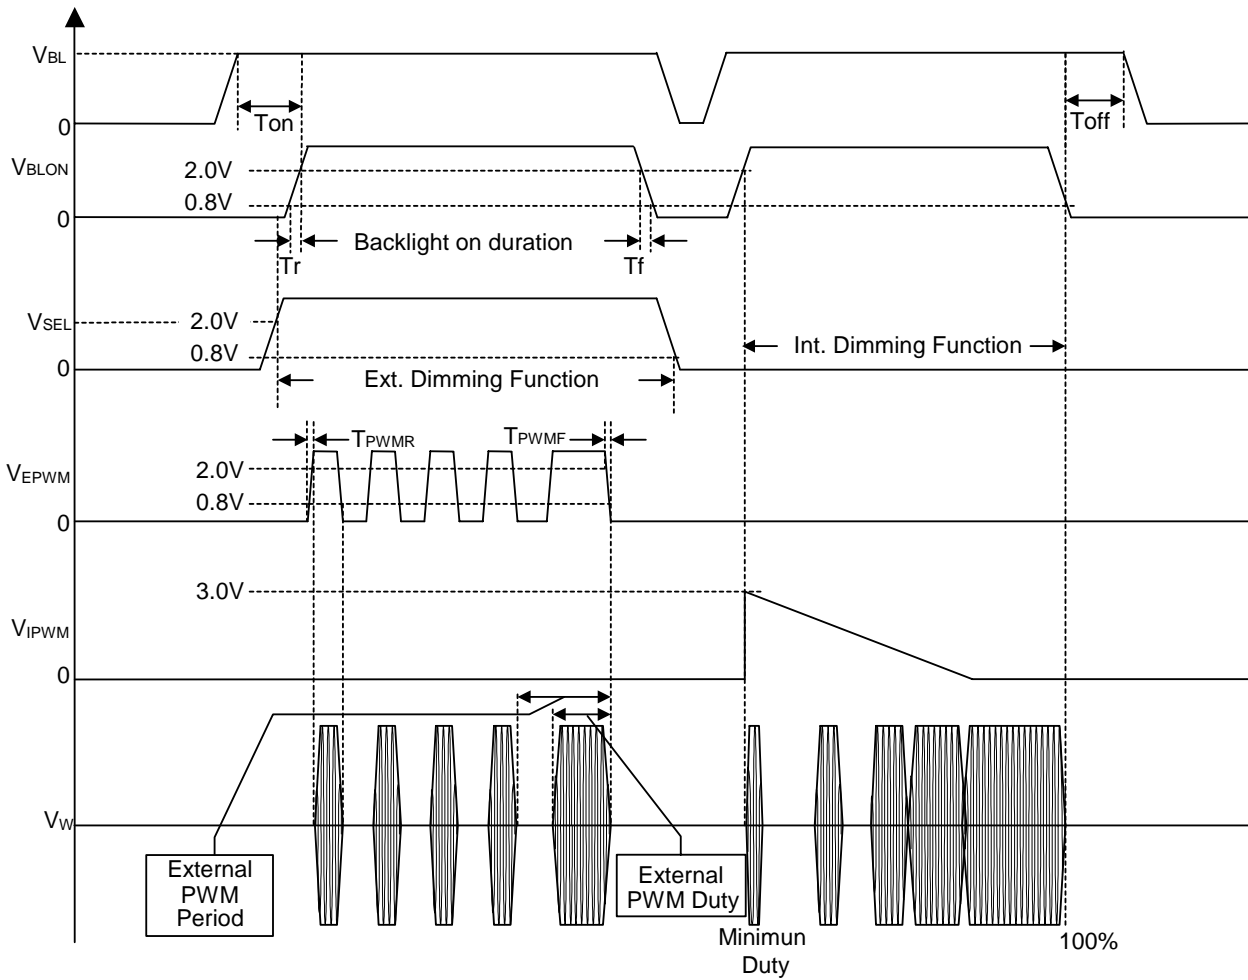 VBL
0
Ton
Toff
VBLON
2.0V
0.8V
0
Backlight on duration
Tr
Tf
VSEL
2.0V
0.8V
0
Int. Dimming Function
Ext. Dimming Function
TPWMR
TPWMF
VEPWM
2.0V
0.8V
0
3.0V
VIPWM
0
VW
External
PWM
Period
External
PWM Duty
Minimun
Duty
100%